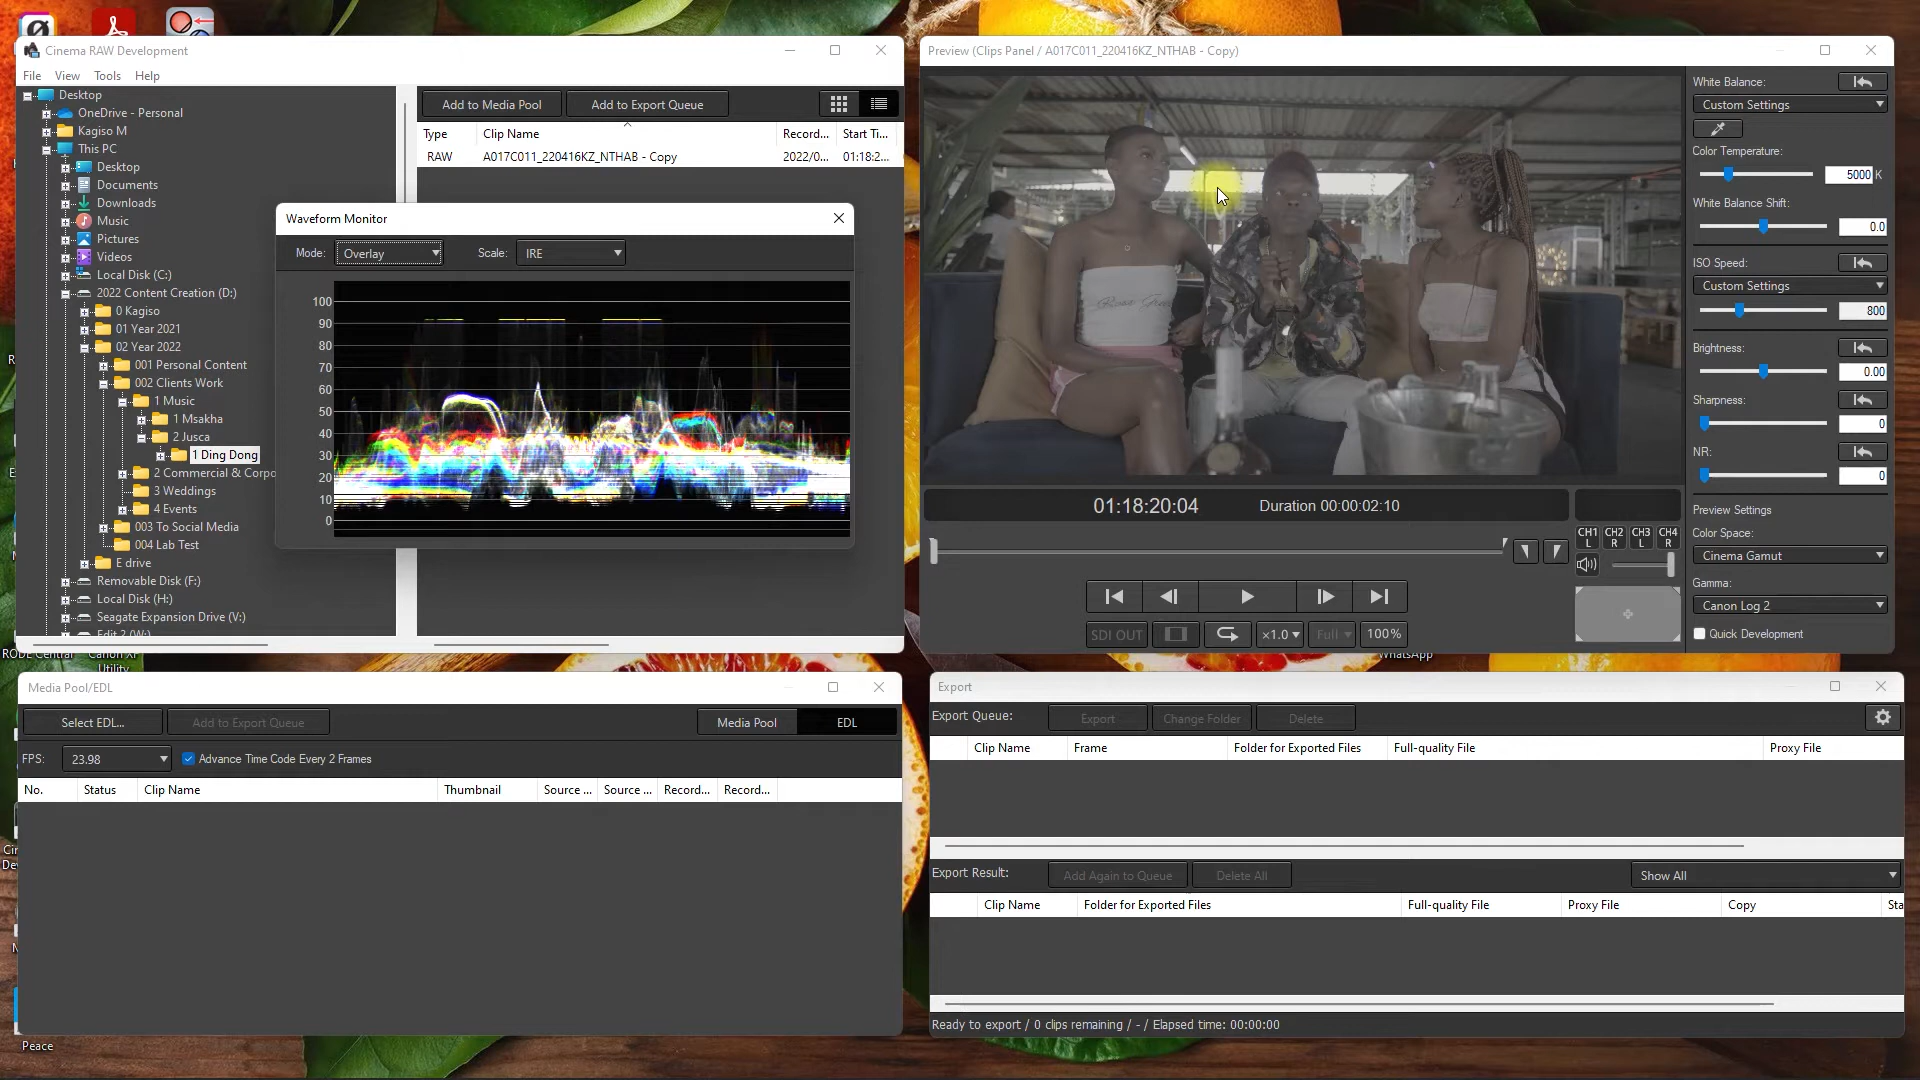 Cinema RAW Development
File View Tools Help
Desktop
OneDrive - Personal
Kagiso M
This PC
Desktop
Documents
Downloads
Music
Pictures
Videos
Local Disk (C:)
2022 Content Creation (D:)
0 Kagiso
01 Year 2021
02 Year 2022
001 Personal Content
002 Clients Work
1 Music
1 Msakha
2 Jusca
1 Ding Dong
2 Commercial & Corpo
3 Weddings
4 Events
003 To Social Media
004 Lab Test
E drive
Removable Disk (F:)
Local Disk (H:)
Seagate Expansion Drive (V:)
Edit 2 (W:)
Add to Media Pool Add to Export Queue
Type Clip Name Record... Start Ti...
RAW A017C011_220416KZ_NTHAB - Copy 2022/0... 01:18:2...
Waveform Monitor
Mode: Overlay Scale: IRE
100
90
80
70
60
50
40
30
20
10
0
Preview (Clips Panel / A017C011_220416KZ_NTHAB - Copy)
01:18:20:04 Duration 00:00:02:10
CH1 L CH2 R CH3 L CH4 R
SDI OUT ×1.0 Full 100%
White Balance:
Custom Settings
Color Temperature:
5000 K
White Balance Shift:
0.0
ISO Speed:
Custom Settings
800
Brightness:
0.00
Sharpness:
0
NR:
0
Preview Settings
Color Space:
Cinema Gamut
Gamma:
Canon Log 2
Quick Development
RODE Central Canon XF Utility
WhatsApp
Media Pool/EDL
Select EDL... Add to Export Queue Media Pool EDL
FPS: 23.98 Advance Time Code Every 2 Frames
No. Status Clip Name Thumbnail Source ... Source ... Record... Record...
Export
Export Queue: Export Change Folder Delete
Clip Name Frame Folder for Exported Files Full-quality File Proxy File
Export Result: Add Again to Queue Delete All Show All
Clip Name Folder for Exported Files Full-quality File Proxy File Copy Sta
Ready to export / 0 clips remaining / - / Elapsed time: 00:00:00
Peace